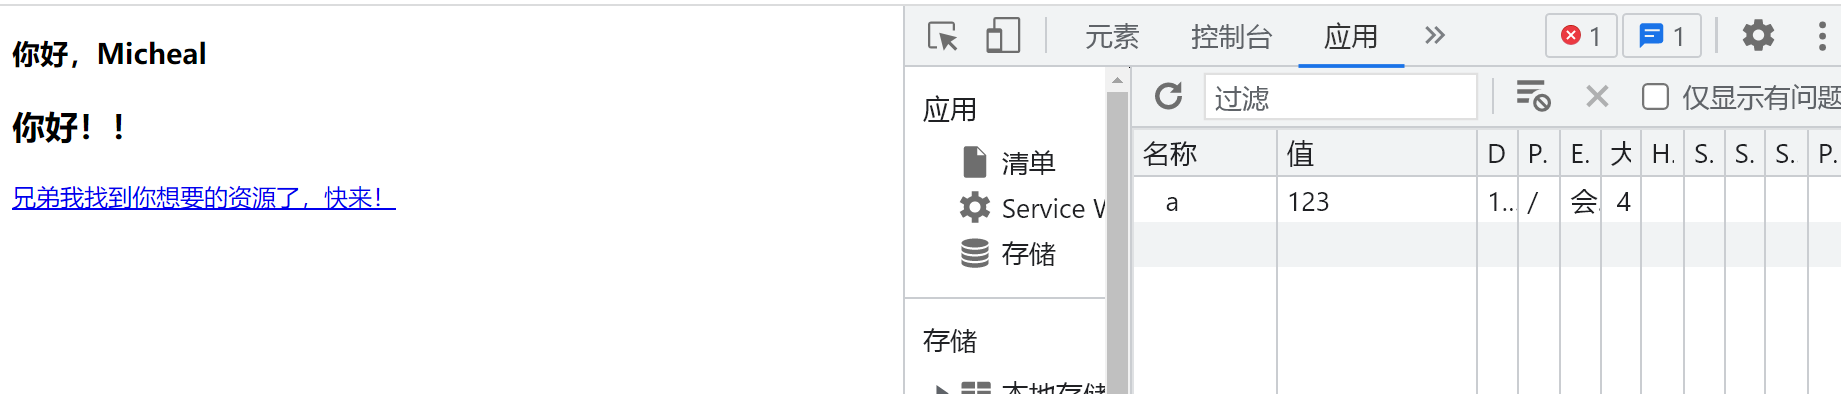 你好，Micheal
你好！！
兄弟我找到你想要的资源了，快来！
元素 控制台 应用 1 1
应用
清单
Service
存储
存储
本地存储
过滤 仅显示有问题
名称 值 D P. E. 大 H. S. S. S. P.
a 123 1... / 会. 4